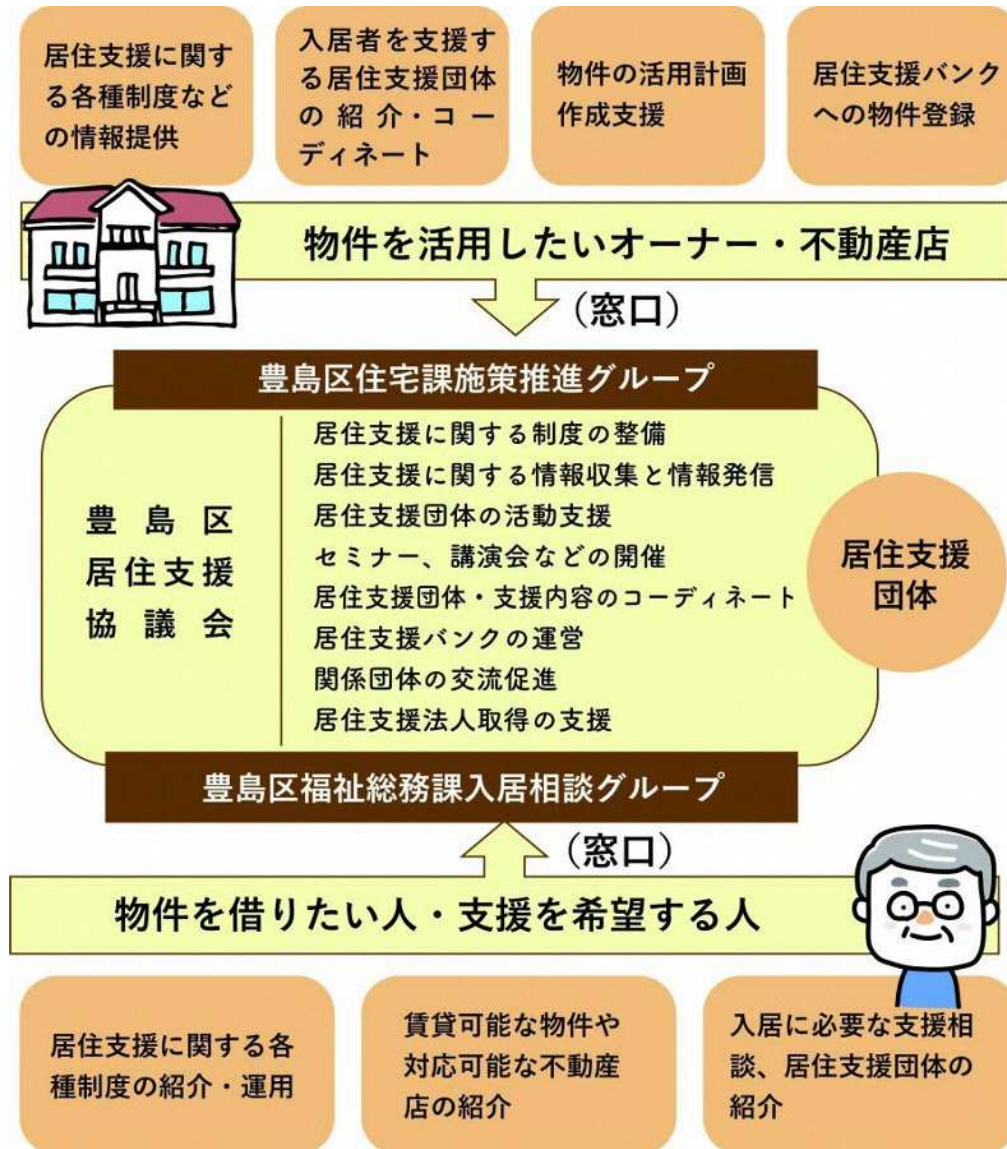 居住支援に関す
る各種制度などの
情報提供
入居者を支援す
る居住支援団体
の紹介・コー
ディネート
物件の活用計画
作成支援
居住支援バンク
への物件登録
物件を活用したいオーナー・不動産店
（窓口）
豊島区住宅課施策推進グループ
豊島区
居住支援
協議会
居住支援に関する制度の整備
居住支援に関する情報収集と情報発信
居住支援団体の活動支援
セミナー、講演会などの開催
居住支援団体・支援内容のコーディネート
居住支援バンクの運営
関係団体の交流促進
居住支援法人取得の支援
居住支援
団体
豊島区福祉総務課入居相談グループ
（窓口）
物件を借りたい人・支援を希望する人
居住支援に関する各
種制度の紹介・運用
賃貸可能な物件や
対応可能な不動産
店の紹介
入居に必要な支援相
談、居住支援団体の
紹介